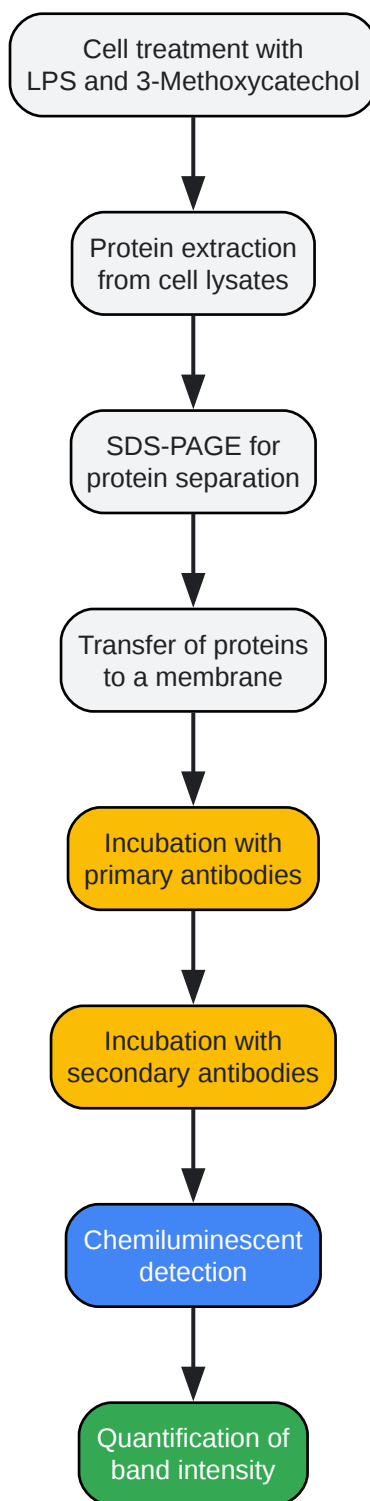 Cell treatment with
LPS and 3-Methoxycatechol
Protein extraction
from cell lysates
SDS-PAGE for
protein separation
Transfer of proteins
to a membrane
Incubation with
primary antibodies
Incubation with
secondary antibodies
Chemiluminescent
detection
Quantification of
band intensity